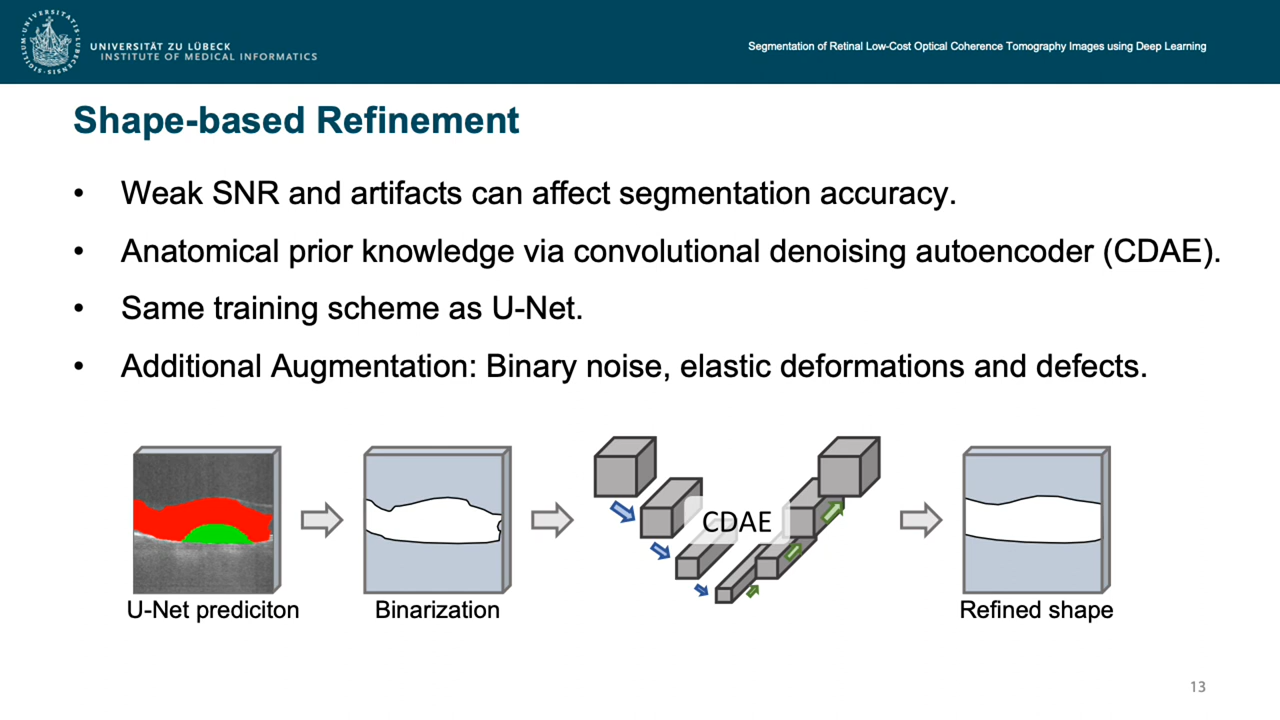 UNIVERSITÄT ZU LÜBECK
INSTITUTE OF MEDICAL INFORMATICS
Segmentation of Retinal Low-Cost Optical Coherence Tomography Images using Deep Learning
Shape-based Refinement
• Weak SNR and artifacts can affect segmentation accuracy.
• Anatomical prior knowledge via convolutional denoising autoencoder (CDAE).
• Same training scheme as U-Net.
• Additional Augmentation: Binary noise, elastic deformations and defects.
CDAE
U-Net prediciton
Binarization
Refined shape
13